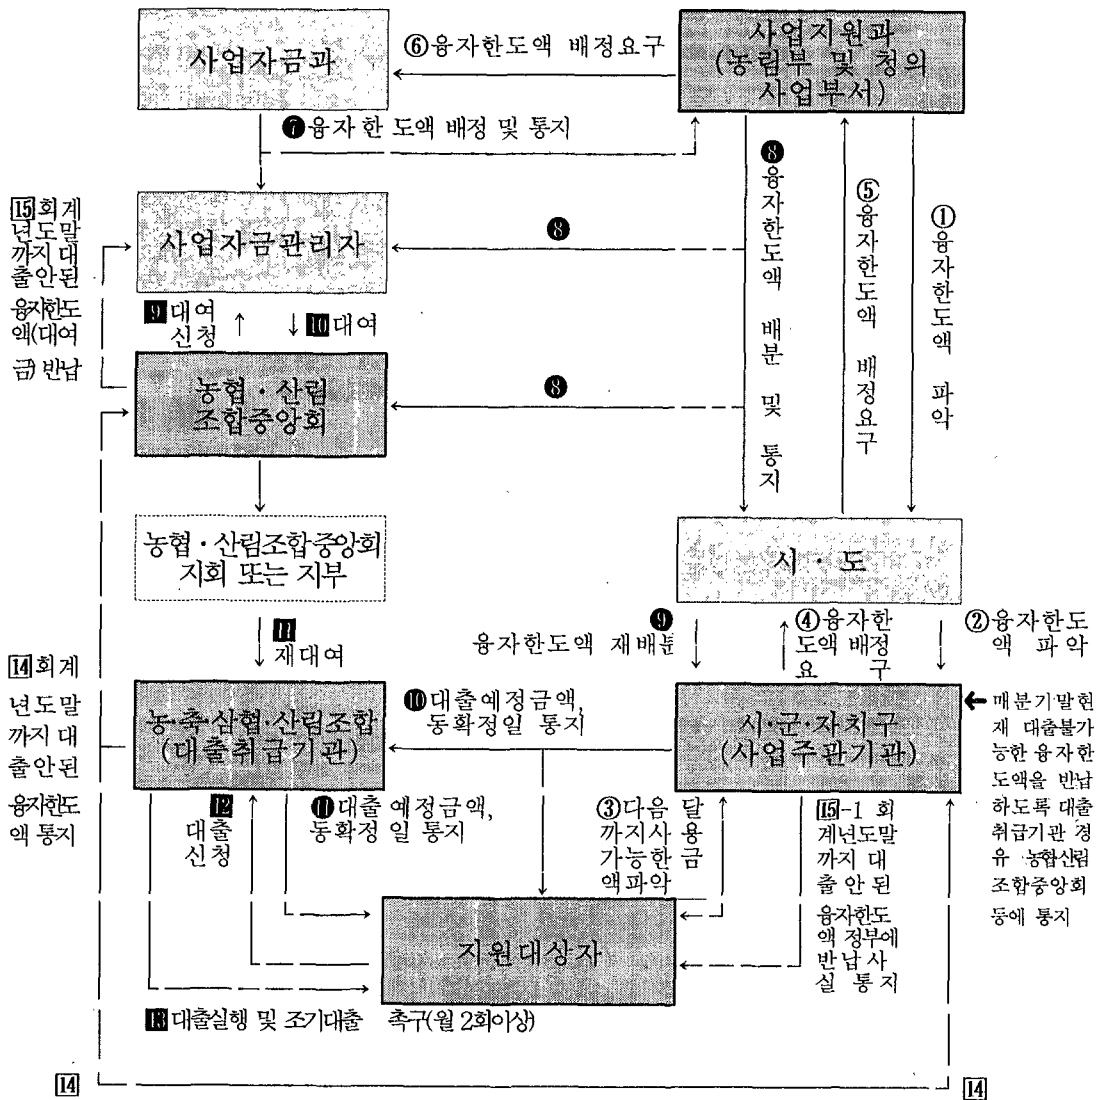 사업자금과
⑥융자한도액 배정요구
사업지원과
(농림부 및 청의
사업부서)
❼융자한 도액 배정 및 통지
⑮회계
년도말
까지 대
출안된
융자한도
액(대여
금) 반납
사업자금관리자
❽
❽융자한도액 배분 및 통지
⑤융자한도액 배정요구
①융자한도액 파악
9대여
신청
10대여
농협·산림
조합중앙회
❽
농협·산림조합중앙회
지회 또는 지부
시·도
11
재대여
❾
융자한도액 재배분
④융자한
도액 배정
요 구
②융자한도
액 파악
14회계
년도말
까지 대
출안된
융자한도
액 통지
농·축·삼협·산림조합
(대출취급기관)
❿대출예정금액,
동확정일 통지
시·군·자치구
(사업주관기관)
매분기말현
재 대출불가
능한 융자한
도액을 반납
하도록 대출
취급기관 경
유 농협산림
조합중앙회
등에 통지
12
대출
신청
⓫대출 예정금액,
동확정 일 통지
③다음 달
까지사 용
가능한 금
액파악
15-1 회
계년도말
까지 대
출 안된
융자한도
액 정부에
반납사
실 통지
지원대상자
13대출실행 및 조기대출 촉구(월 2회이상)
14
14